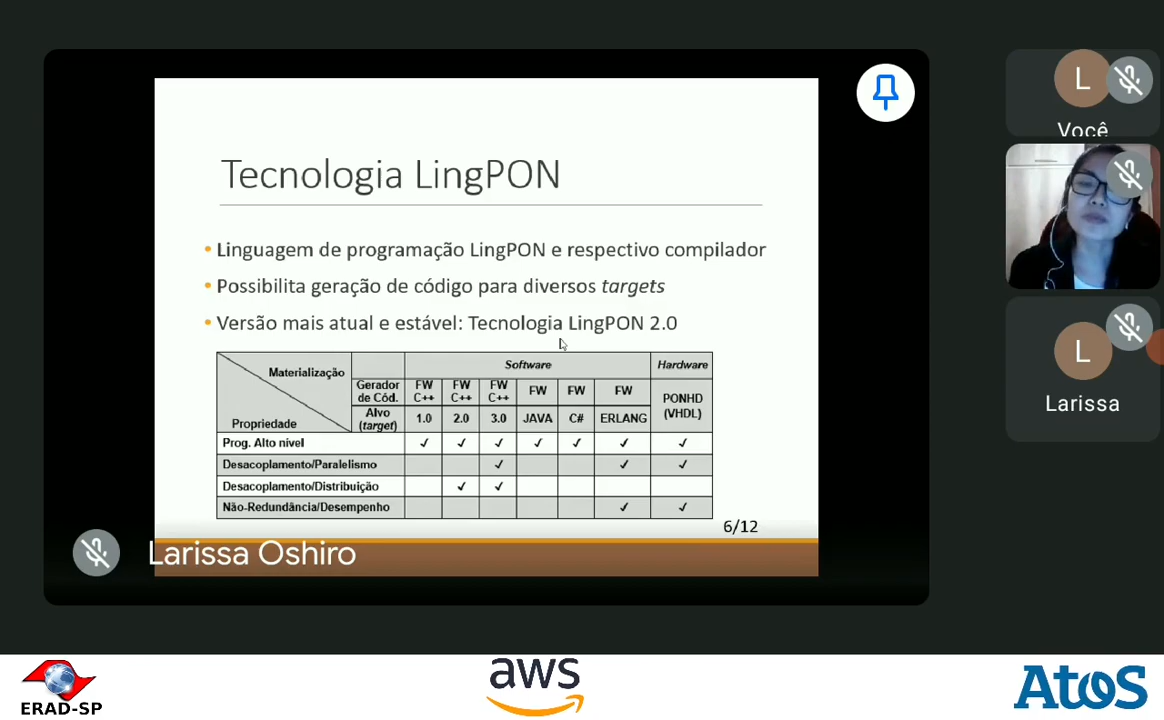 Tecnologia LingPON
• Linguagem de programação LingPON e respectivo compilador
• Possibilita geração de código para diversos targets
• Versão mais atual e estável: Tecnologia LingPON 2.0
Materialização Software Hardware
Gerador de Cód. FW C++ FW C++ FW C++ FW FW FW PONHD (VHDL)
Propriedade Alvo (target) 1.0 2.0 3.0 JAVA C# ERLANG
Prog. Alto nível ✓ ✓ ✓ ✓ ✓ ✓ ✓
Desacoplamento/Paralelismo ✓ ✓ ✓
Desacoplamento/Distribuição ✓ ✓
Não-Redundância/Desempenho ✓ ✓
6/12
Larissa Oshiro
L
Você
L
Larissa
ERAD-SP
aws
Atos